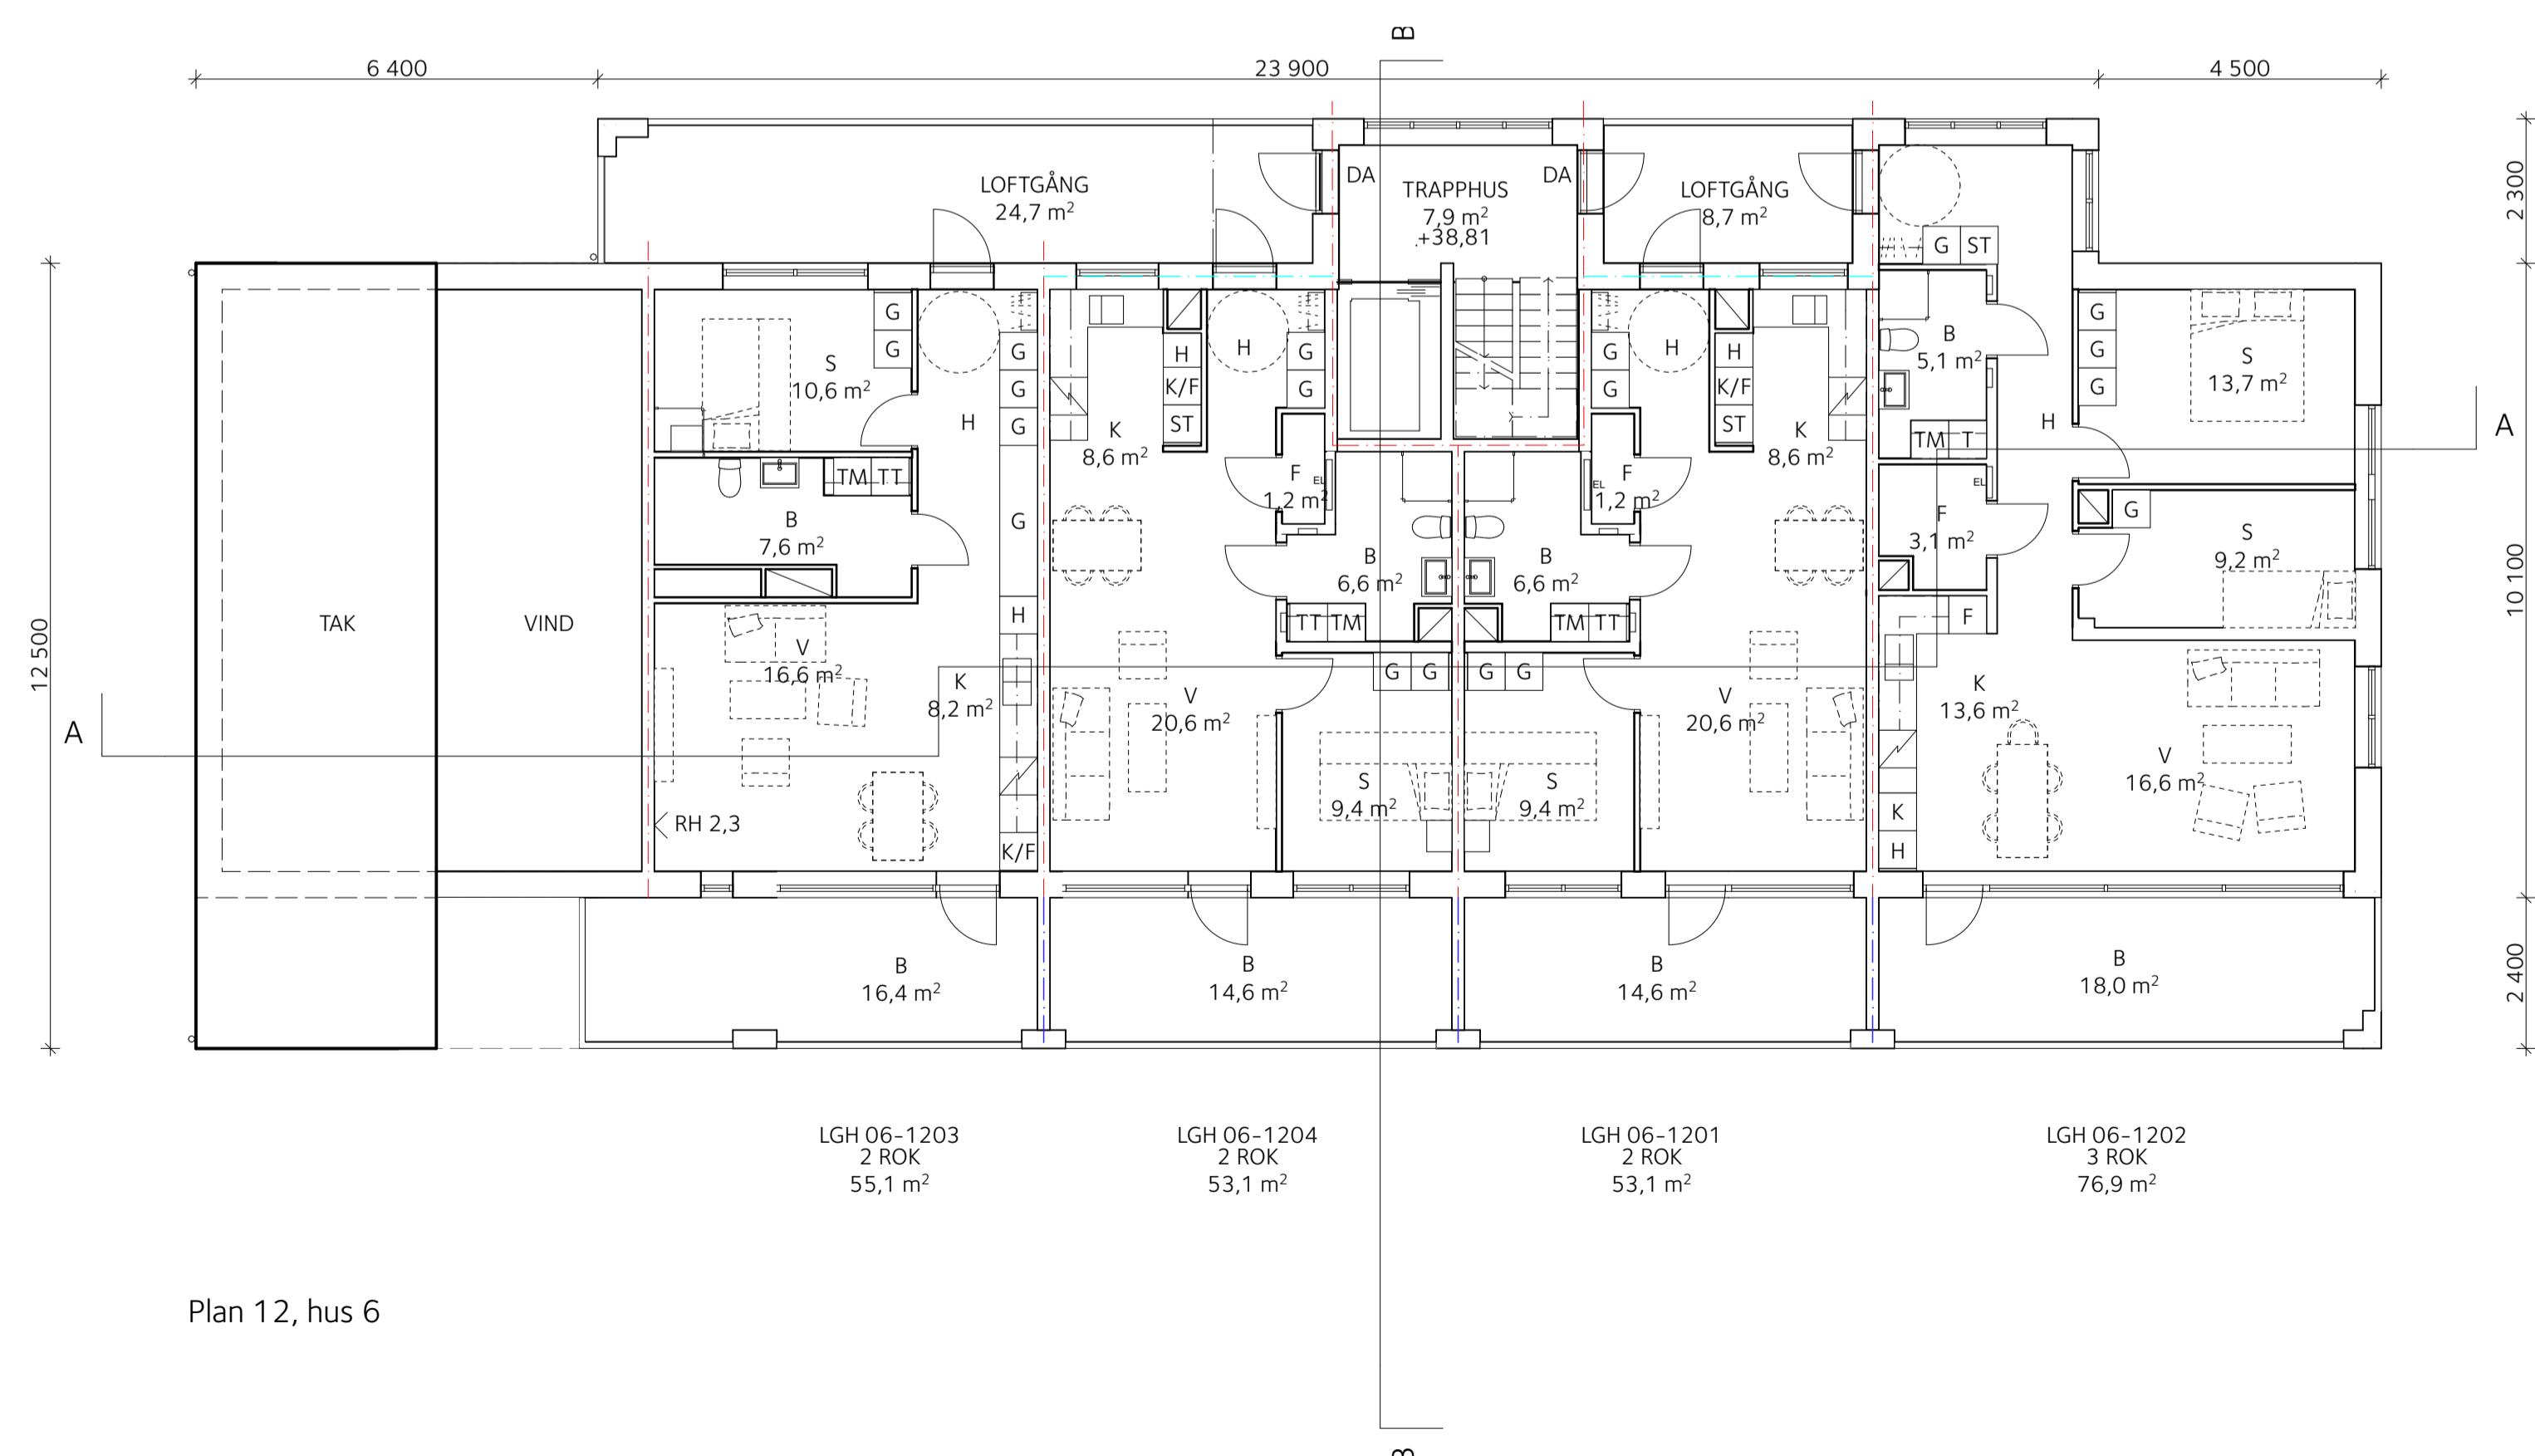 B
6 400
23 900
4 500
2 300
LOFTGÅNG
24,7 m²
DA
TRAPPHUS
7,9 m²
+38,81
DA
LOFTGÅNG
8,7 m²
G
ST
G
G
S
10,6 m²
H
G
G
G
G
H
K
8,6 m²
H
K/F
ST
H
G
G
F
1,2 m²
EL
G
G
H
H
K/F
ST
K
8,6 m²
F
1,2 m²
EL
B
5,1 m²
TM
T
H
G
G
G
S
13,7 m²
A
TM
TT
B
7,6 m²
B
6,6 m²
TT
TM
B
6,6 m²
TM
TT
EL
F
3,1 m²
G
S
9,2 m²
10 100
12 500
TAK
VIND
V
16,6 m²
K
8,2 m²
V
20,6 m²
G
G
G
G
V
20,6 m²
F
K
13,6 m²
V
16,6 m²
A
RH 2,3
K/F
S
9,4 m²
S
9,4 m²
K
H
B
16,4 m²
B
14,6 m²
B
14,6 m²
B
18,0 m²
2 400
LGH 06-1203
2 ROK
55,1 m²
LGH 06-1204
2 ROK
53,1 m²
LGH 06-1201
2 ROK
53,1 m²
LGH 06-1202
3 ROK
76,9 m²
Plan 12, hus 6
B